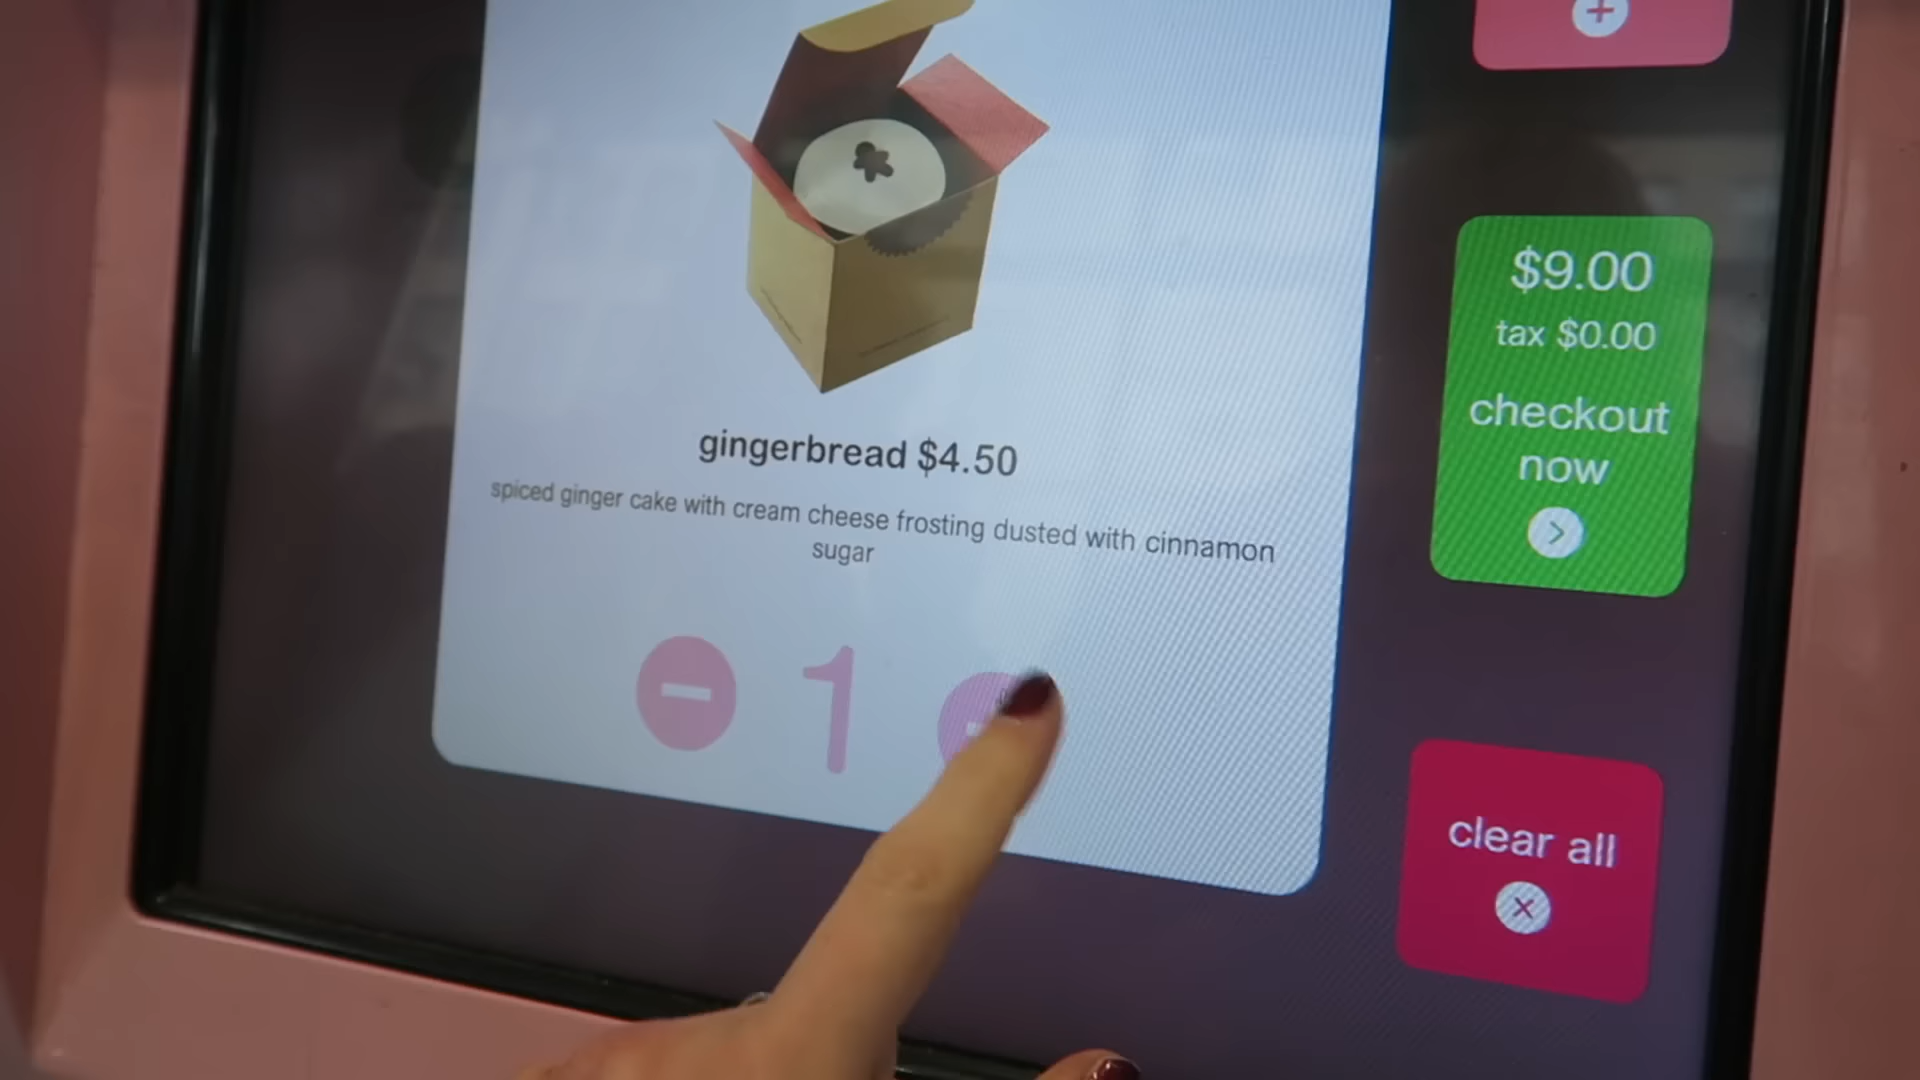 gingerbread $4.50
spiced ginger cake with cream cheese frosting dusted with cinnamon
sugar
1
$9.00
tax $0.00
checkout
now
clear all